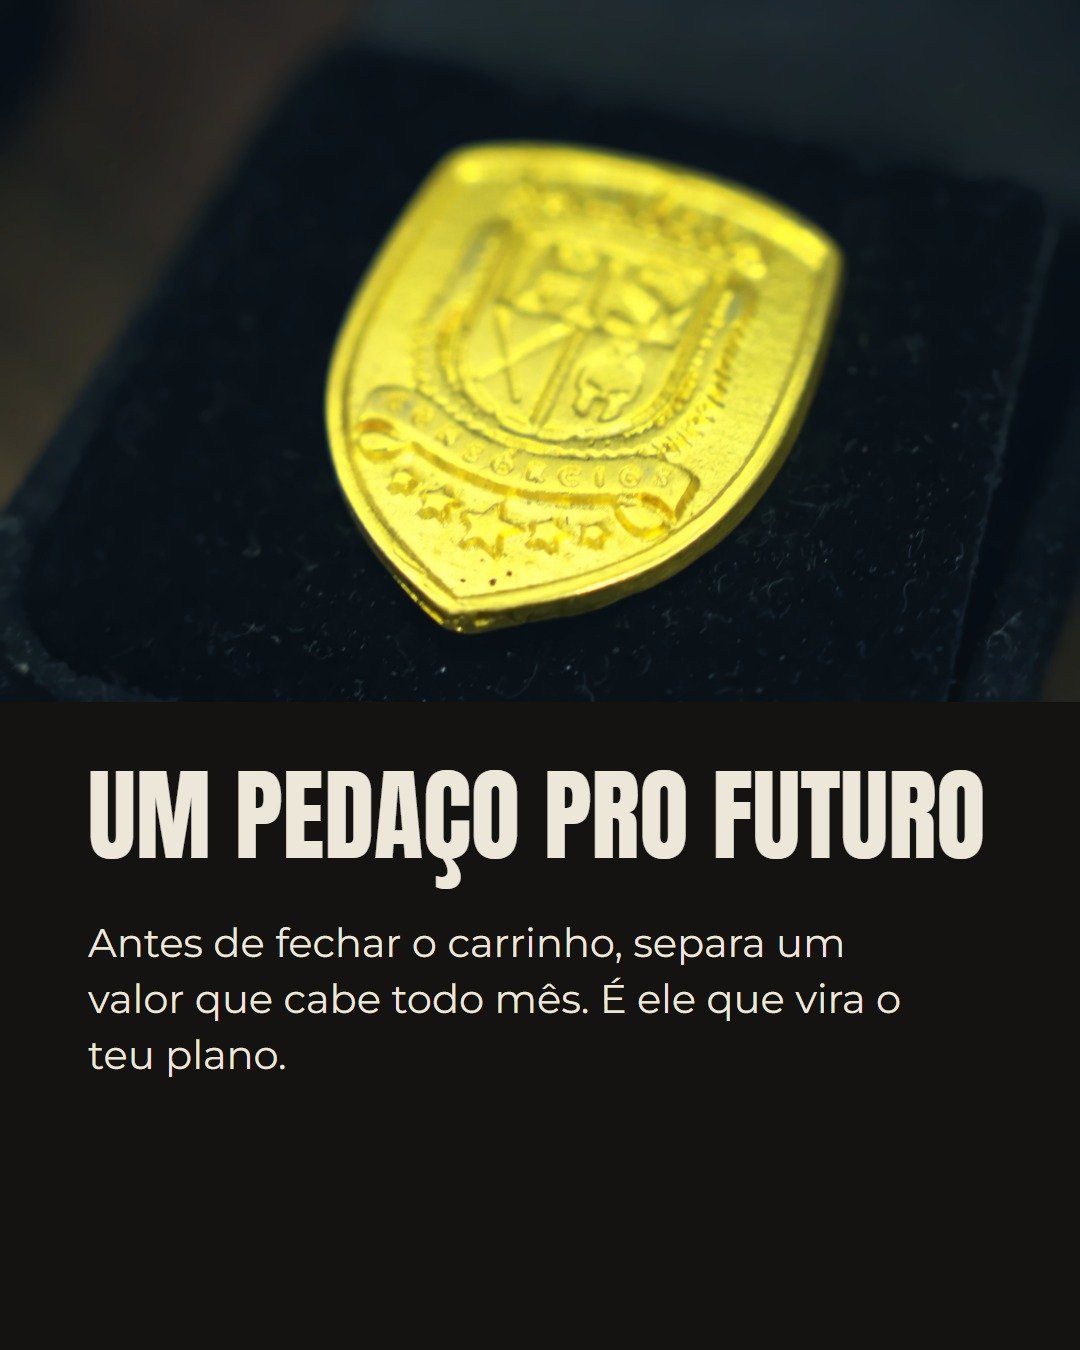 UM PEDAÇO PRO FUTURO
Antes de fechar o carrinho, separa um
valor que cabe todo mês. É ele que vira o
teu plano.